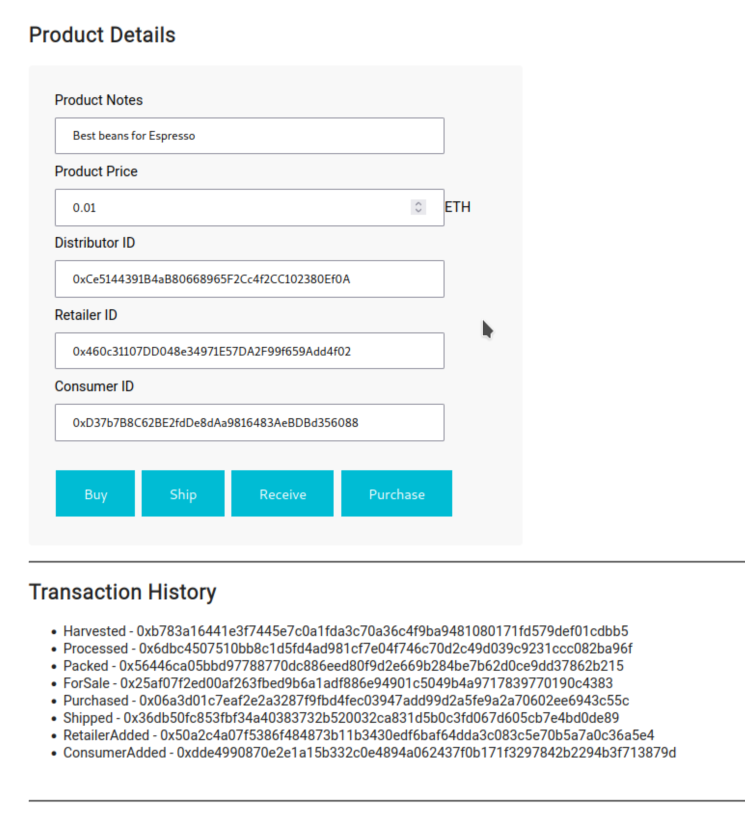 Product Details
Product Notes
Best beans for Espresso
Product Price
0.01
ETH
Distributor ID
0xCe5144391B4aB80668965F2Cc4f2CC102380Ef0A
Retailer ID
0x460c31107DD048e34971E57DA2F99f659Add4f02
Consumer ID
0xD37b7B8C62BE2fdDe8dAa9816483AeBDBd356088
Buy Ship Receive Purchase
Transaction History
• Harvested - 0xb783a16441e3f7445e7c0a1fda3c70a36c4f9ba9481080171fd579def01cdbb5
• Processed - 0x6dbc4507510bb8c1d5fd4ad981cf7e04f746c70d2c49d039c9231ccc082ba96f
• Packed - 0x56446ca05bbd97788770dc886eed80f9d2e669b284be7b62d0ce9dd37862b215
• ForSale - 0x25af07f2ed00af263fbed9b6a1adf886e94901c5049b4a9717839770190c4383
• Purchased - 0x06a3d01c7eaf2e2a3287f9fbd4fec03947add99d2a5fe9a2a70602ee6943c55c
• Shipped - 0x36db50fc853fbf34a40383732b520032ca831d5b0c3fd067d605cb7e4bd0de89
• RetailerAdded - 0x50a2c4a07f5386f484873b11b3430edf6baf64dda3c083c5e70b5a7a0c36a5e4
• ConsumerAdded - 0xdde4990870e2e1a15b332c0e4894a062437f0b171f3297842b2294b3f713879d